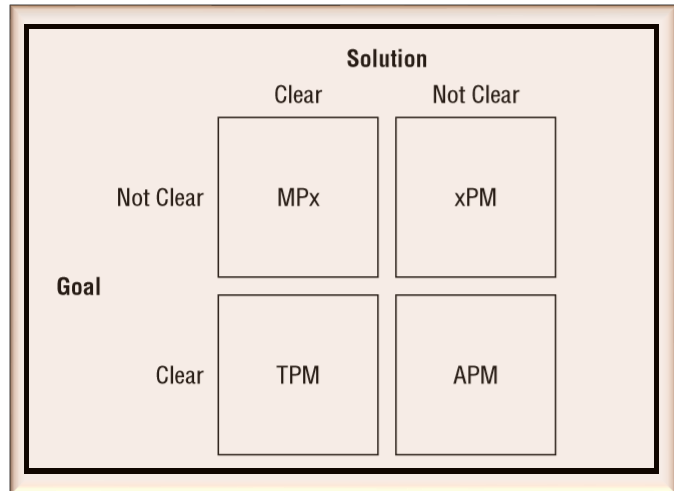 Solution
Clear Not Clear
Not Clear MPx xPM
Goal
Clear TPM APM